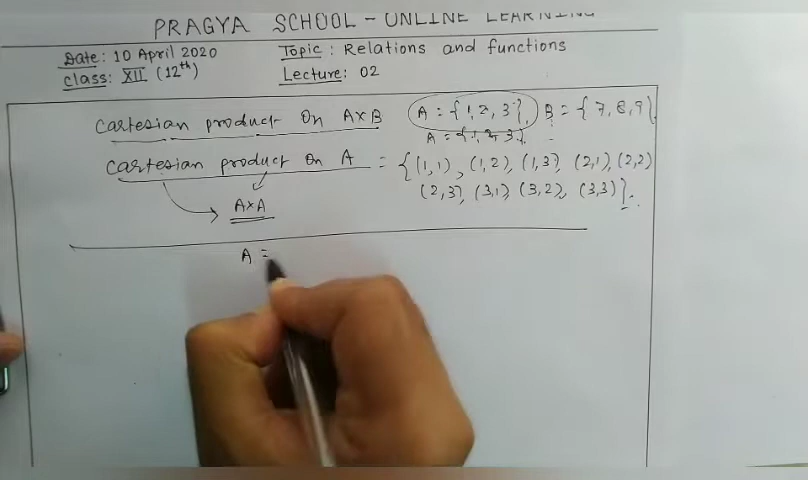 PRAGYA SCHOOL - ONLINE LEARNING
Date: 10 April 2020 Topic: Relations and functions
Class: XII (12th) Lecture: 02
Cartesian product On A×B A = {1, 2, 3}, B = {7, 8, 9}.
A = {1, 2, 3}.
Cartesian product On A = {(1,1), (1,2), (1,3), (2,1), (2,2)
(2,3), (3,1), (3,2), (3,3)}.
A×A
A =